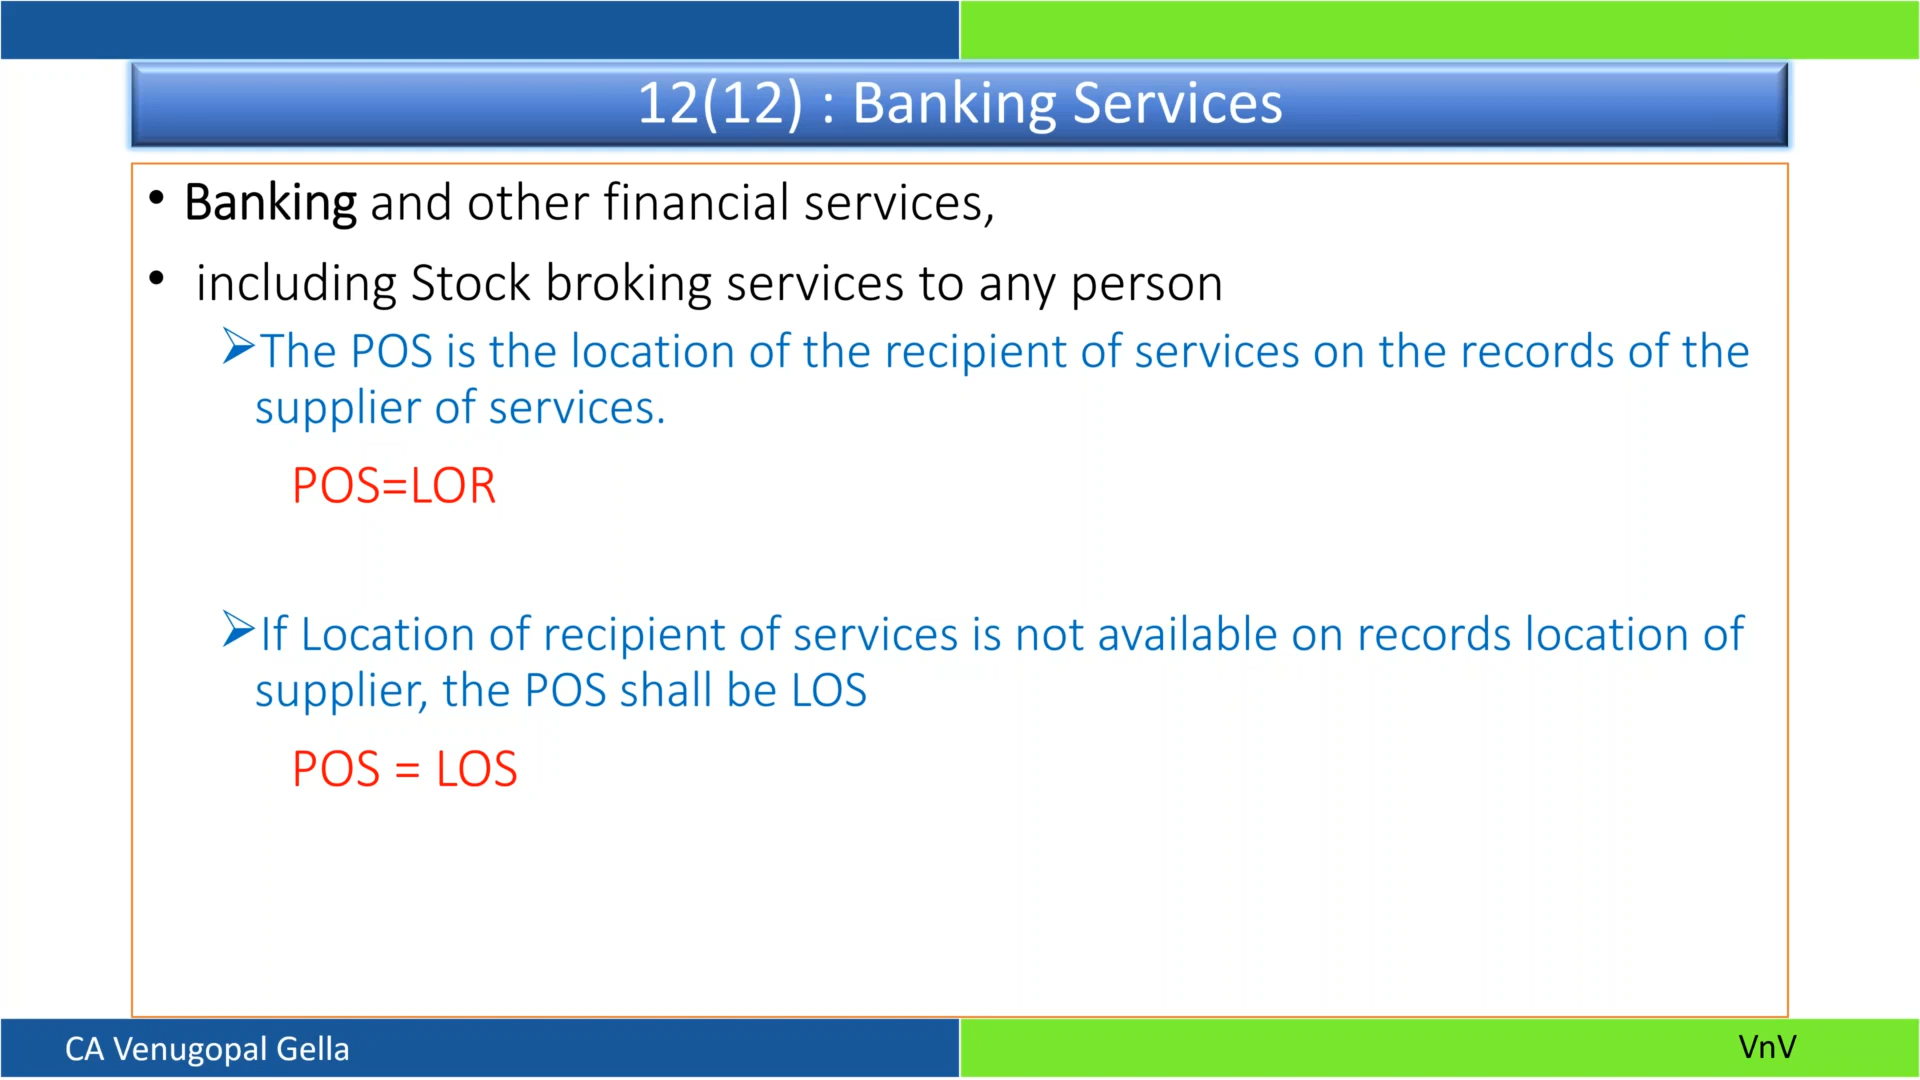 12(12) : Banking Services
• Banking and other financial services,
• including Stock broking services to any person
➢The POS is the location of the recipient of services on the records of the
supplier of services.
POS=LOR
➢If Location of recipient of services is not available on records location of
supplier, the POS shall be LOS
POS = LOS
CA Venugopal Gella
VnV